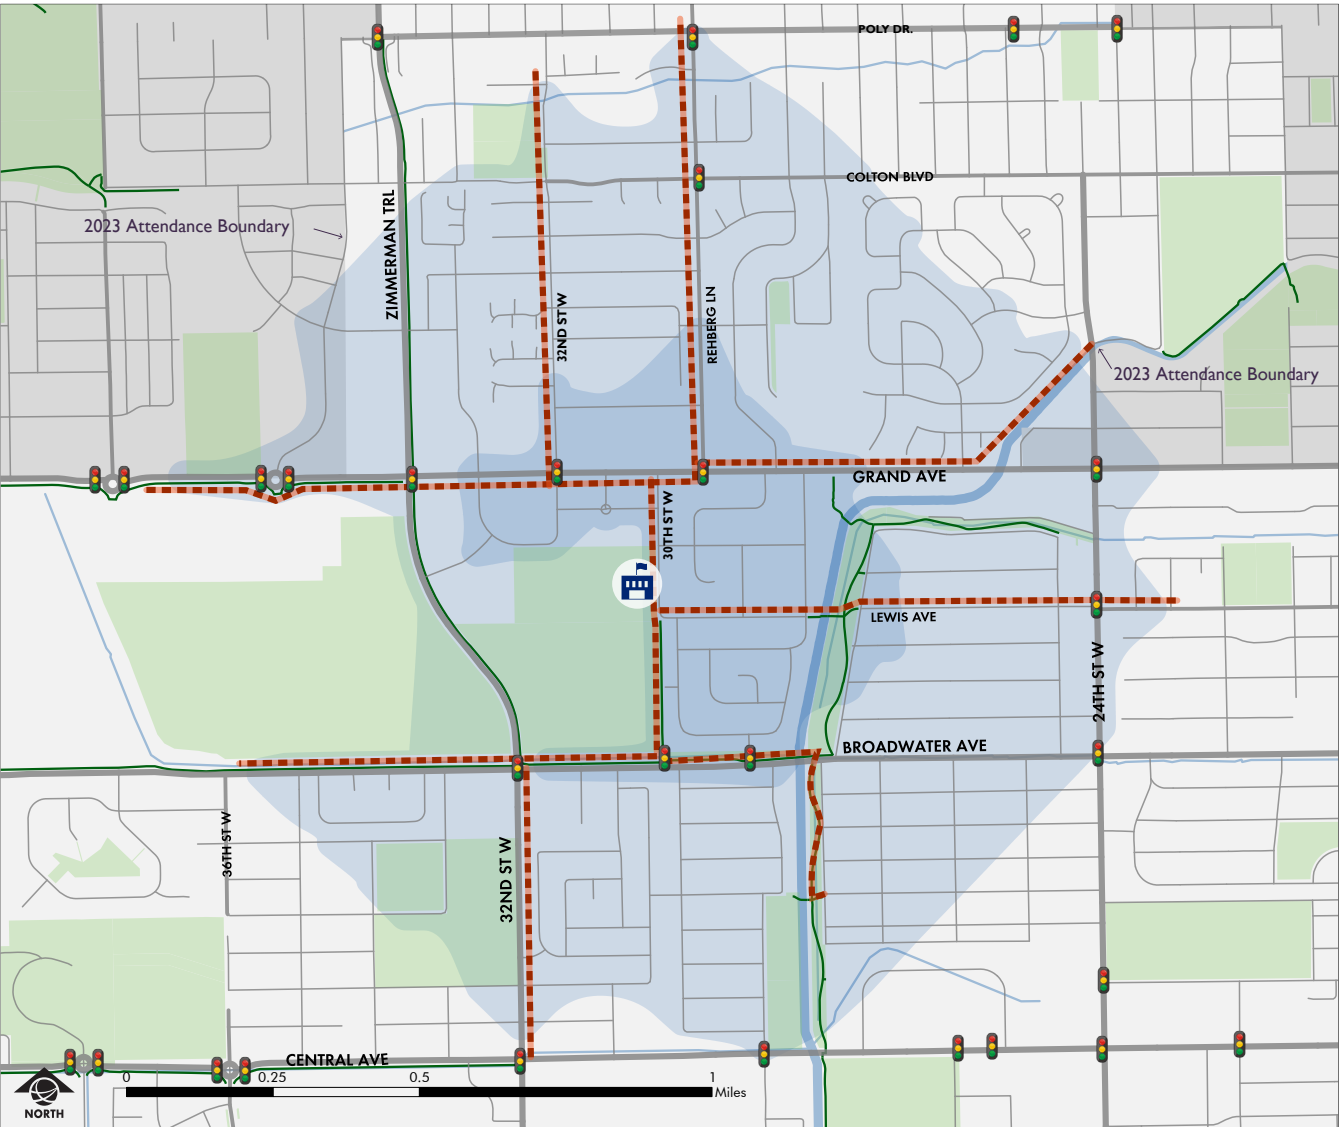 POLY DR.
COLTON BLVD
2023 Attendance Boundary
ZIMMERMAN TRL
32ND ST W
REHBERG LN
2023 Attendance Boundary
GRAND AVE
30TH ST W
LEWIS AVE
24TH ST W
BROADWATER AVE
36TH ST W
32ND ST W
CENTRAL AVE
0 0.25 0.5 1
Miles
NORTH